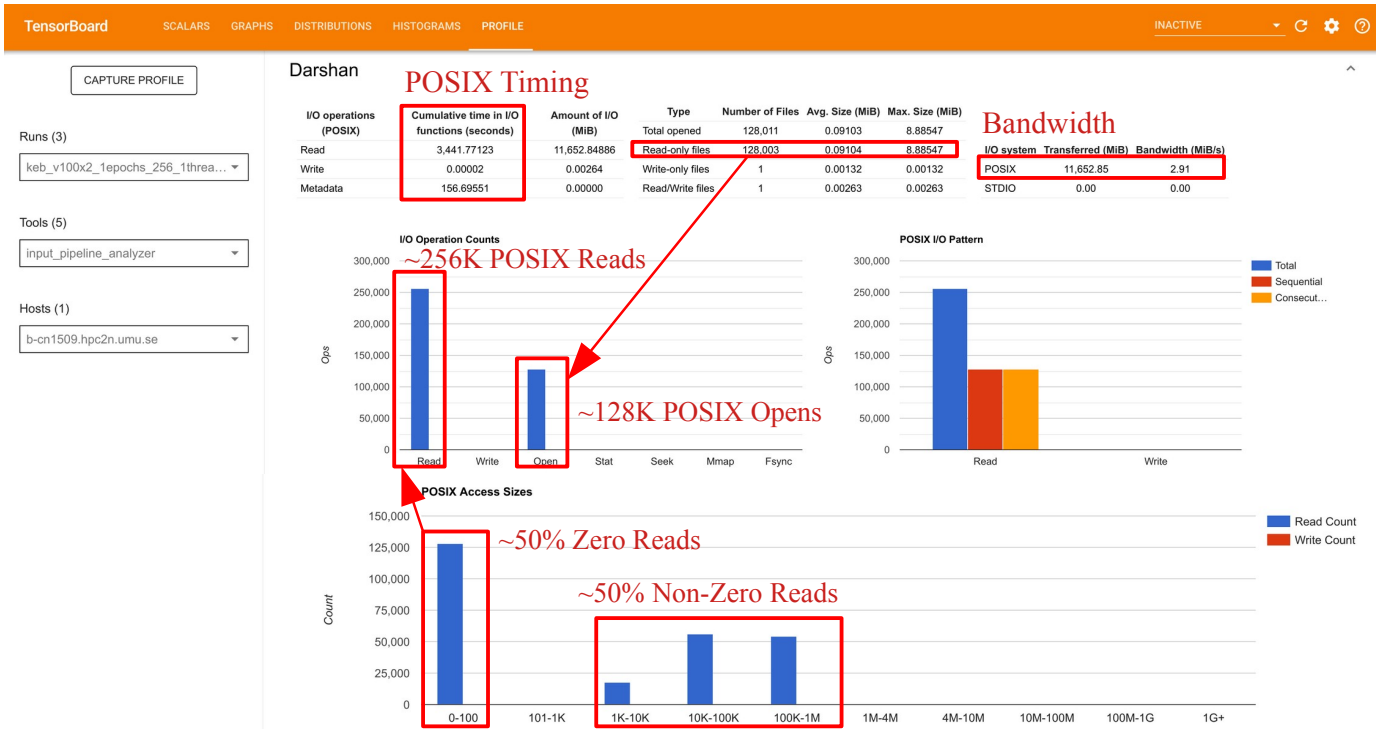 TensorBoard SCALARS GRAPHS DISTRIBUTIONS HISTOGRAMS PROFILE INACTIVE
CAPTURE PROFILE
Runs (3)
keb_v100x2_1epochs_256_1threa...
Tools (5)
input_pipeline_analyzer
Hosts (1)
b-cn1509.hpc2n.umu.se
Darshan
POSIX Timing
I/O operations (POSIX) Cumulative time in I/O functions (seconds) Amount of I/O (MiB)
Read 3,441.77123 11,652.84886
Write 0.00002 0.00264
Metadata 156.69551 0.00000
Type Number of Files Avg. Size (MiB) Max. Size (MiB)
Total opened 128,011 0.09103 8.88547
Read-only files 128,003 0.09104 8.88547
Write-only files 1 0.00132 0.00132
Read/Write files 1 0.00263 0.00263
Bandwidth
I/O system Transferred (MiB) Bandwidth (MiB/s)
POSIX 11,652.85 2.91
STDIO 0.00 0.00
I/O Operation Counts
~256K POSIX Reads
300,000
250,000
200,000
150,000
100,000
50,000
0
Ops
~128K POSIX Opens
Read Write Open Stat Seek Mmap Fsync
POSIX I/O Pattern
300,000
250,000
200,000
150,000
100,000
50,000
0
Ops
Read Write
Total
Sequential
Consecut...
POSIX Access Sizes
150,000
125,000
100,000
75,000
50,000
25,000
0
Count
~50% Zero Reads
~50% Non-Zero Reads
0-100 101-1K 1K-10K 10K-100K 100K-1M 1M-4M 4M-10M 10M-100M 100M-1G 1G+
Read Count
Write Count